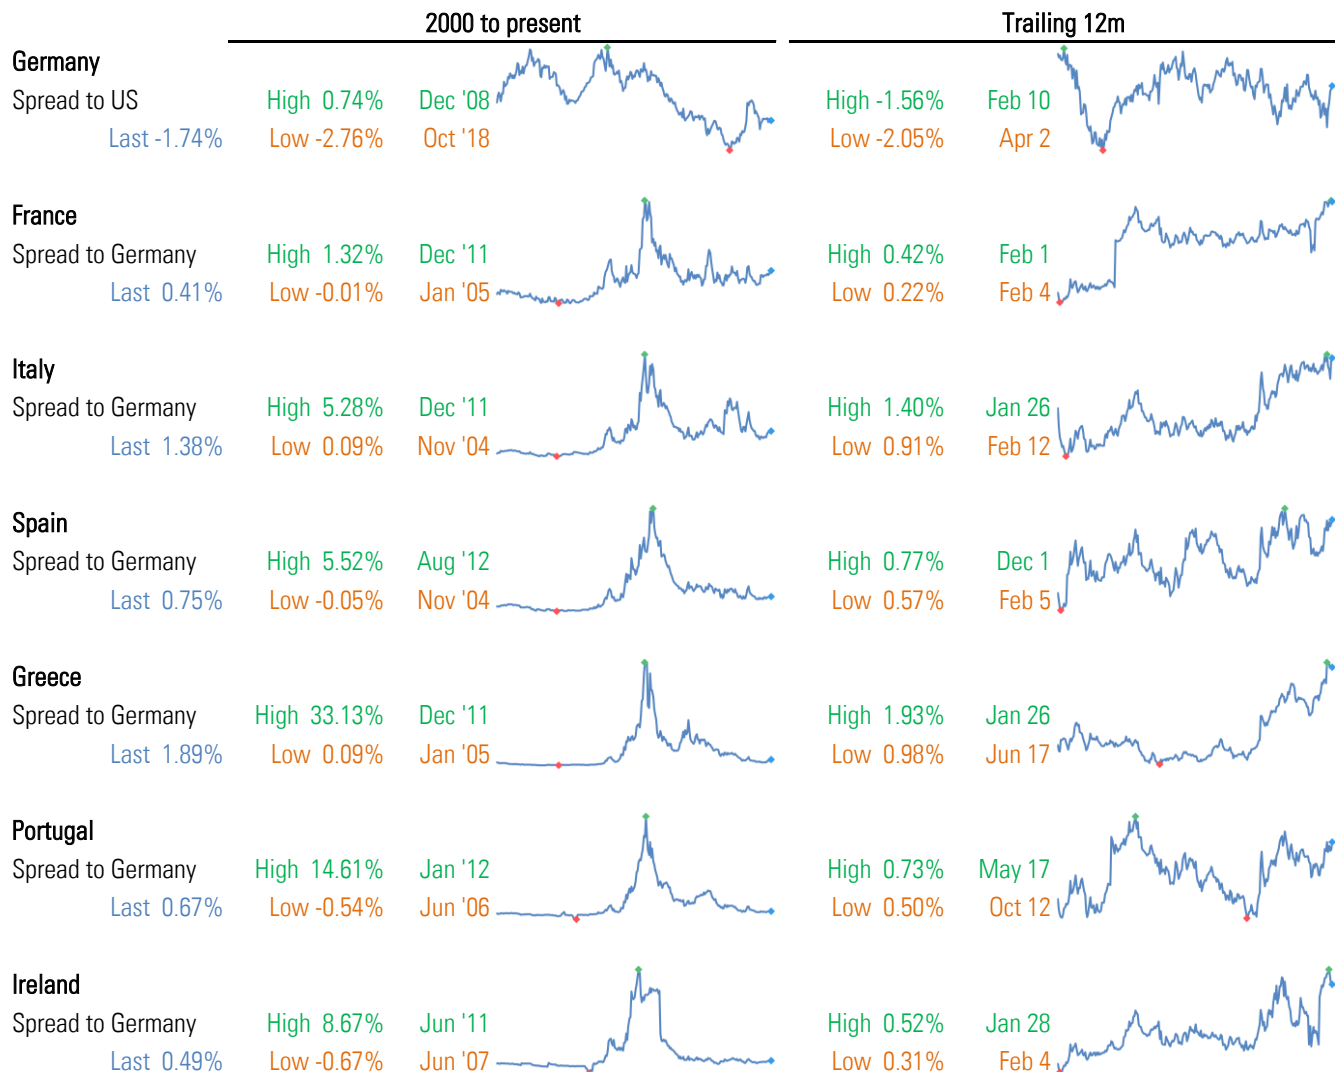 2000 to present Trailing 12m
Germany
Spread to US High 0.74% Dec '08 High -1.56% Feb 10
Last -1.74% Low -2.76% Oct '18 Low -2.05% Apr 2
France
Spread to Germany High 1.32% Dec '11 High 0.42% Feb 1
Last 0.41% Low -0.01% Jan '05 Low 0.22% Feb 4
Italy
Spread to Germany High 5.28% Dec '11 High 1.40% Jan 26
Last 1.38% Low 0.09% Nov '04 Low 0.91% Feb 12
Spain
Spread to Germany High 5.52% Aug '12 High 0.77% Dec 1
Last 0.75% Low -0.05% Nov '04 Low 0.57% Feb 5
Greece
Spread to Germany High 33.13% Dec '11 High 1.93% Jan 26
Last 1.89% Low 0.09% Jan '05 Low 0.98% Jun 17
Portugal
Spread to Germany High 14.61% Jan '12 High 0.73% May 17
Last 0.67% Low -0.54% Jun '06 Low 0.50% Oct 12
Ireland
Spread to Germany High 8.67% Jun '11 High 0.52% Jan 28
Last 0.49% Low -0.67% Jun '07 Low 0.31% Feb 4